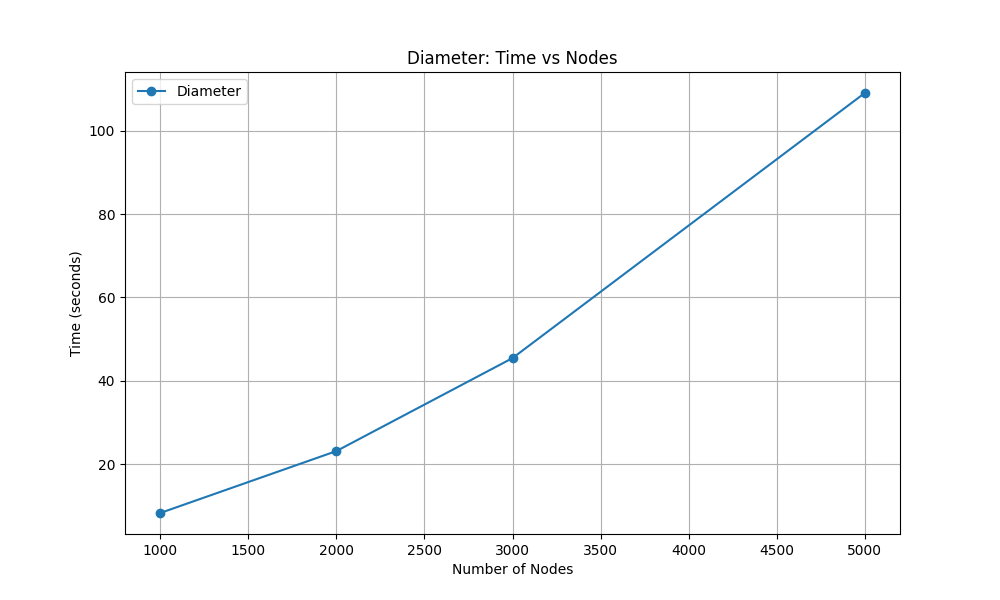 Diameter: Time vs Nodes
Diameter
100
80
60
40
20
Time (seconds)
1000 1500 2000 2500 3000 3500 4000 4500 5000
Number of Nodes